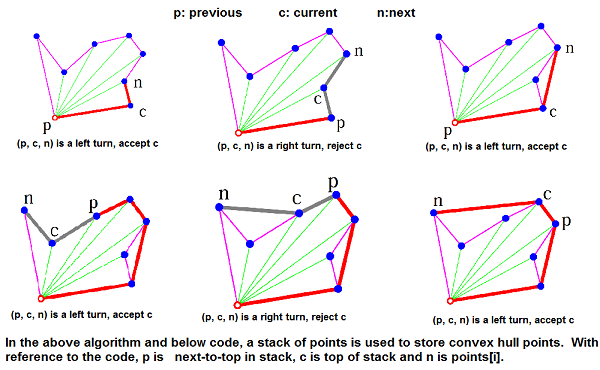 p: previous c: current n:next
n
c
p
(p, c, n) is a left turn, accept c
n
c
p
(p, c, n) is a right turn, reject c
n
c
p
(p, c, n) is a left turn, accept c
n
p
c
(p, c, n) is a left turn, accept c
n
p
c
(p, c, n) is a right turn, reject c
n
c
p
(p, c, n) is a left turn, accept c
In the above algorithm and below code, a stack of points is used to store convex hull points. With
reference to the code, p is next-to-top in stack, c is top of stack and n is points[i].